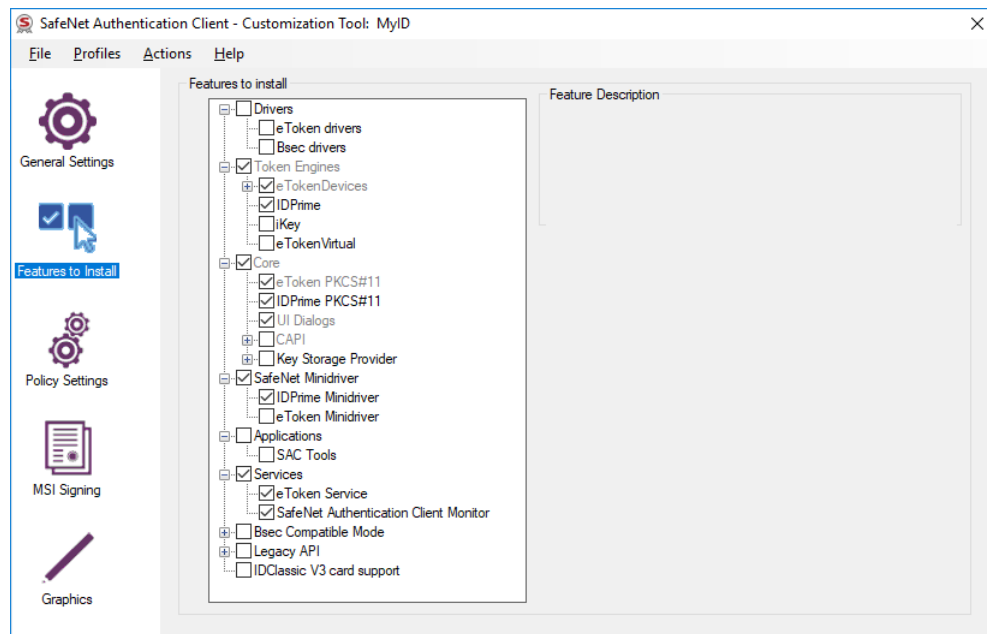 SafeNet Authentication Client - Customization Tool: MyID
File Profiles Actions Help
General Settings
Features to Install
Policy Settings
MSI Signing
Graphics
Features to install
Drivers
eToken drivers
Bsec drivers
Token Engines
eTokenDevices
IDPrime
iKey
eTokenVirtual
Core
eToken PKCS#11
IDPrime PKCS#11
UI Dialogs
CAPI
Key Storage Provider
SafeNet Minidriver
IDPrime Minidriver
eToken Minidriver
Applications
SAC Tools
Services
eToken Service
SafeNet Authentication Client Monitor
Bsec Compatible Mode
Legacy API
IDClassic V3 card support
Feature Description